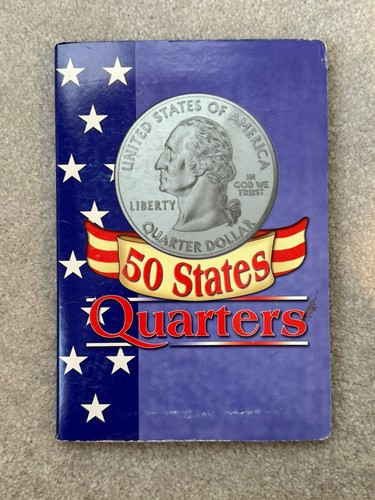 UNITED STATES OF AMERICA
IN
GOD WE
TRUST
LIBERTY
QUARTER DOLLAR
50 States
Quarters